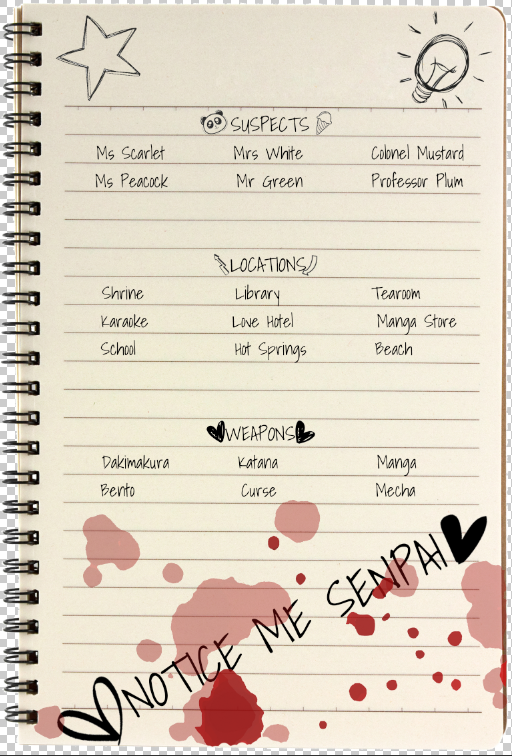 SUSPECTS
Ms Scarlet Mrs White Colonel Mustard
Ms Peacock Mr Green Professor Plum
LOCATIONS
Shrine Library Tearoom
Karaoke Love Hotel Manga Store
School Hot Springs Beach
WEAPONS
Dakimakura Katana Manga
Bento Curse Mecha
NOTICE ME SENPAI